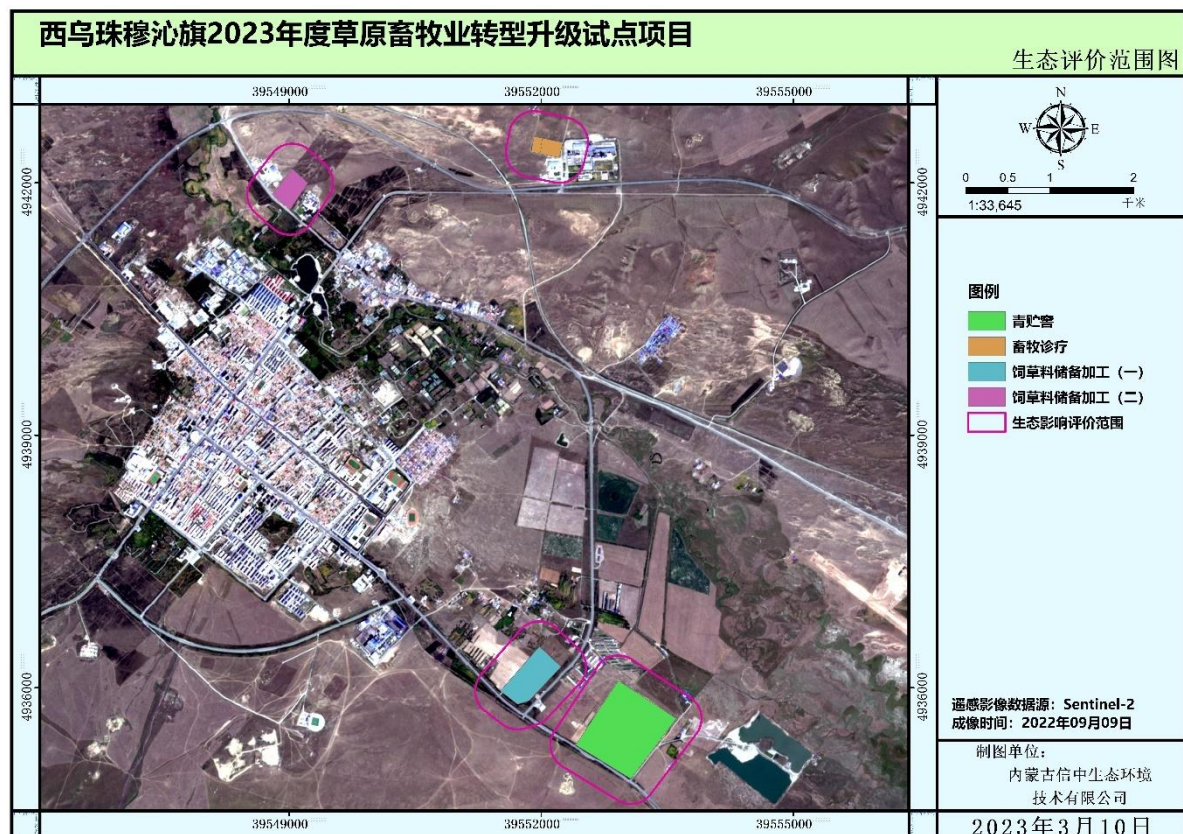 西乌珠穆沁旗2023年度草原畜牧业转型升级试点项目
生态评价范围图
39549000
39552000
39555000
4942000
4942000
4939000
4939000
4936000
4936000
39549000
39552000
39555000
N
W
E
S
0
0.5
1
2
1:33,645
千米
图例
青贮窖
畜牧诊疗
饲草料储备加工（一）
饲草料储备加工（二）
生态影响评价范围
遥感影像数据源：Sentinel-2
成像时间：2022年09月09日
制图单位：
内蒙古信中生态环境
技术有限公司
2023年3月10日